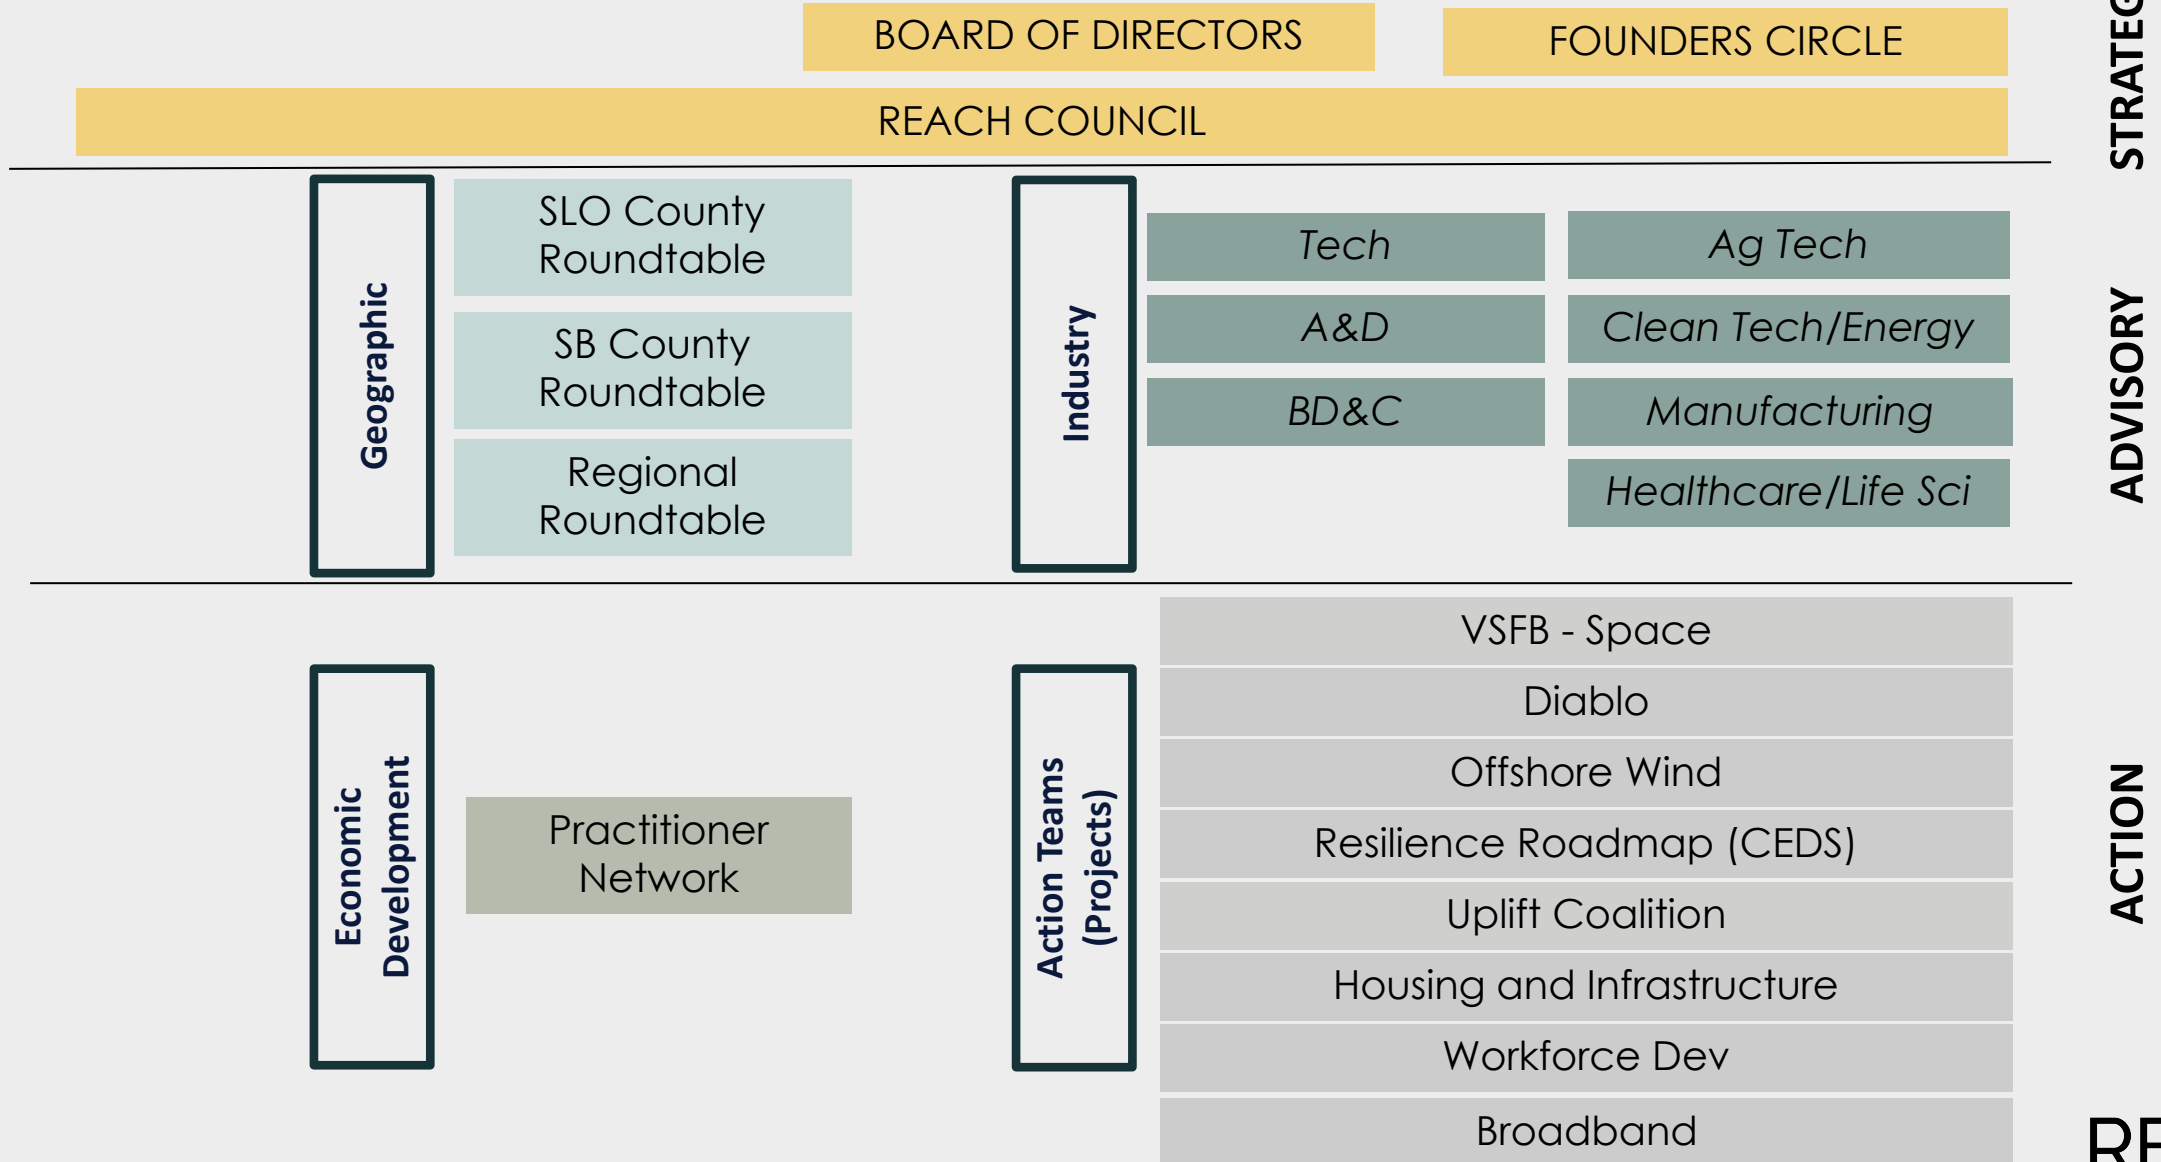 BOARD OF DIRECTORS
FOUNDERS CIRCLE
REACH COUNCIL
Geographic
SLO County
Roundtable
SB County
Roundtable
Regional
Roundtable
Industry
Tech
A&D
BD&C
Ag Tech
Clean Tech/Energy
Manufacturing
Healthcare/Life Sci
ADVISORY
Economic
Development
Practitioner
Network
Action Teams
(Projects)
VSFB - Space
Diablo
Offshore Wind
Resilience Roadmap (CEDS)
Uplift Coalition
Housing and Infrastructure
Workforce Dev
Broadband
ACTION